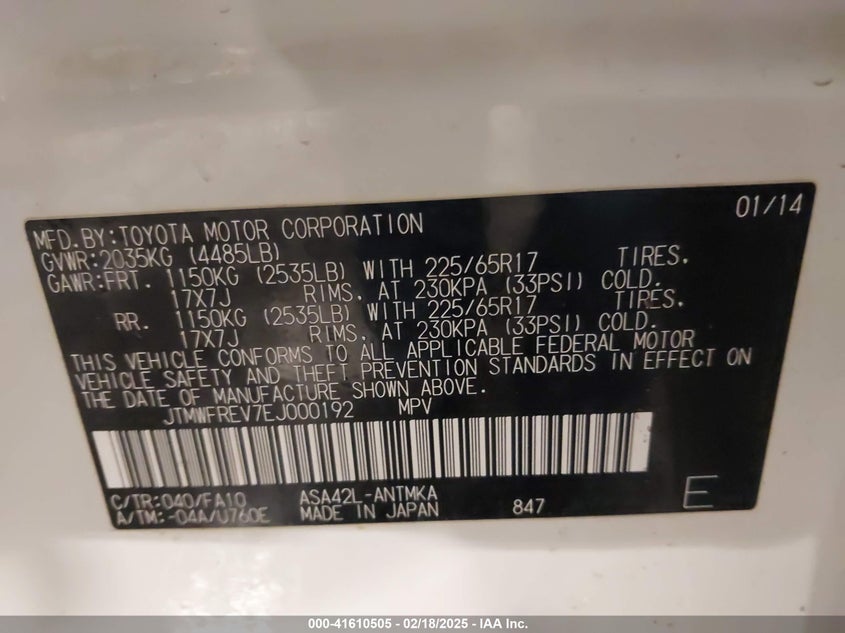 01/14
MFD.BY:TOYOTA MOTOR CORPORATION
GVWR:2035KG (4485LB)
GAWR:FRT. 1150KG (2535LB) WITH 225/65R17 TIRES,
17X7J RIMS, AT 230KPA (33PSI) COLD.
RR. 1150KG (2535LB) WITH 225/65R17 TIRES,
17X7J RIMS, AT 230KPA (33PSI) COLD.
THIS VEHICLE CONFORMS TO ALL APPLICABLE FEDERAL MOTOR
VEHICLE SAFETY AND THEFT PREVENTION STANDARDS IN EFFECT ON
THE DATE OF MANUFACTURE SHOWN ABOVE.
JTMWFREV7EJ000192 MPV
C/TR:040/FA10 ASA42L-ANTMKA
A/TM:-04A/U760E MADE IN JAPAN 847 E
000-41610505 - 02/18/2025 - IAA Inc.